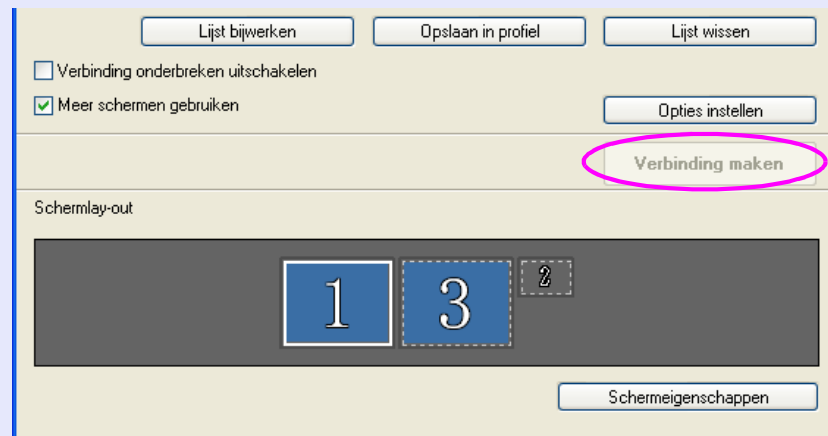 Lijst bijwerken Opslaan in profiel Lijst wissen
Verbinding onderbreken uitschakelen
Meer schermen gebruiken Opties instellen
Verbinding maken
Schermlay-out
1 3 2
Schermeigenschappen